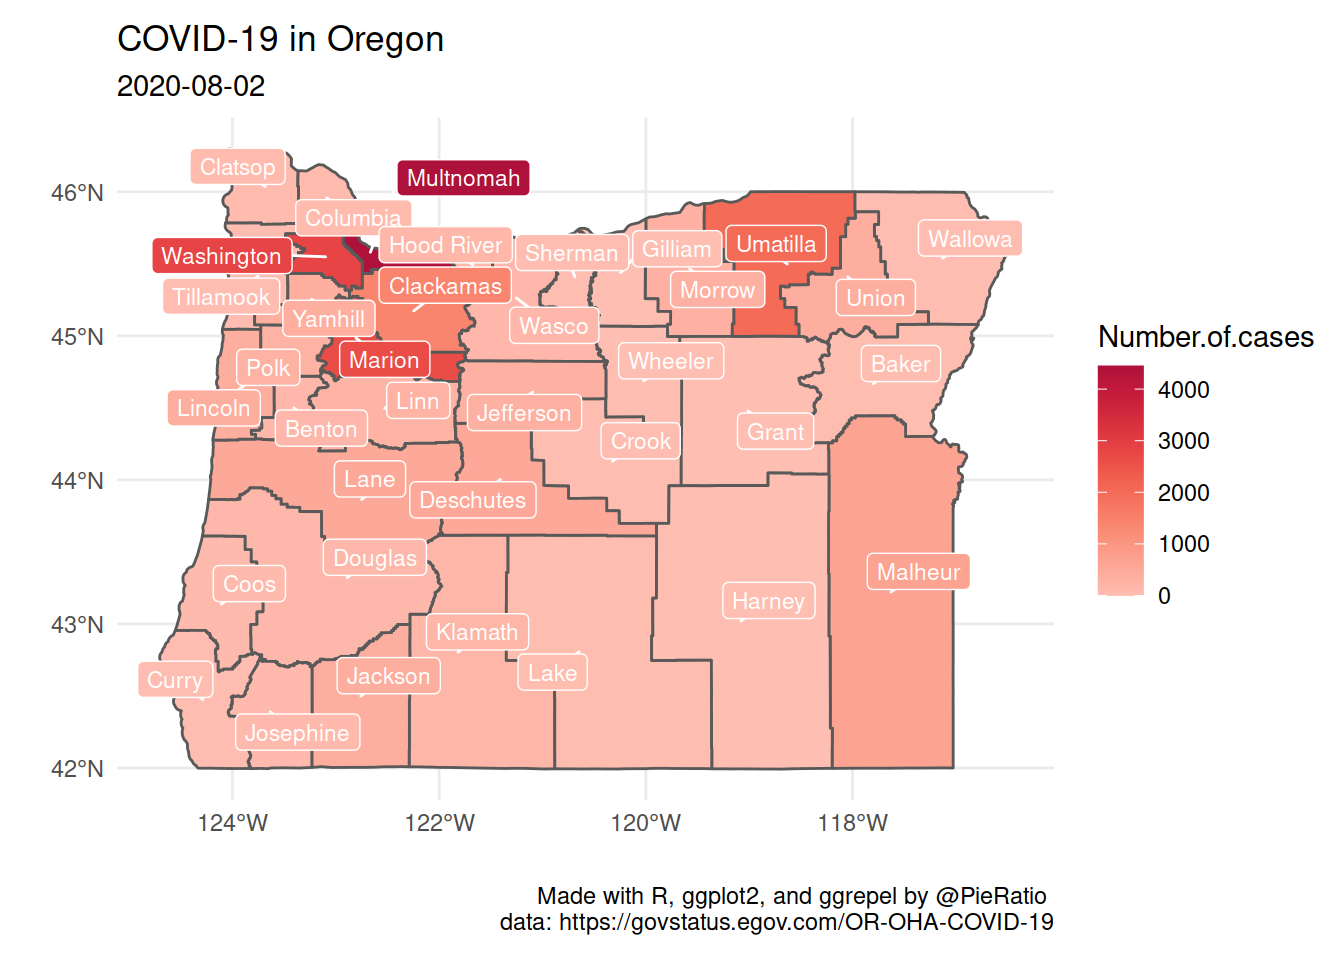 COVID-19 in Oregon
2020-08-02
Clatsop
Multnomah
46°N
Columbia
Washington
Hood River
Sherman
Gilliam
Umatilla
Wallowa
Tillamook
Clackamas
Morrow
Union
Yamhill
Wasco
45°N
Number.of.cases
Polk
Marion
Wheeler
Baker
4000
Lincoln
Linn
Jefferson
Benton
Crook
Grant
3000
44°N
Lane
Deschutes
2000
Douglas
Coos
Malheur
1000
Harney
0
43°N
Klamath
Curry
Jackson
Lake
Josephine
42°N
124°W
122°W
120°W
118°W
Made with R, ggplot2, and ggrepel by @PieRatio
data: https://govstatus.egov.com/OR-OHA-COVID-19